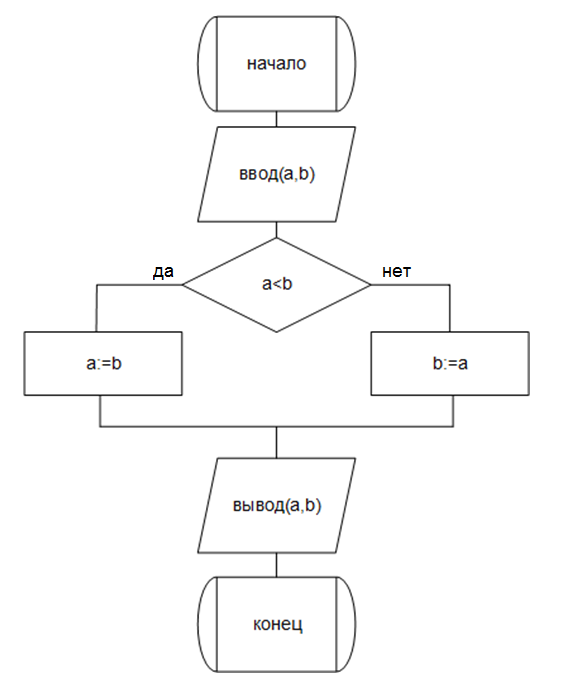 начало
ввод(a,b)
да
нет
a<b
a:=b
b:=a
вывод(a,b)
конец